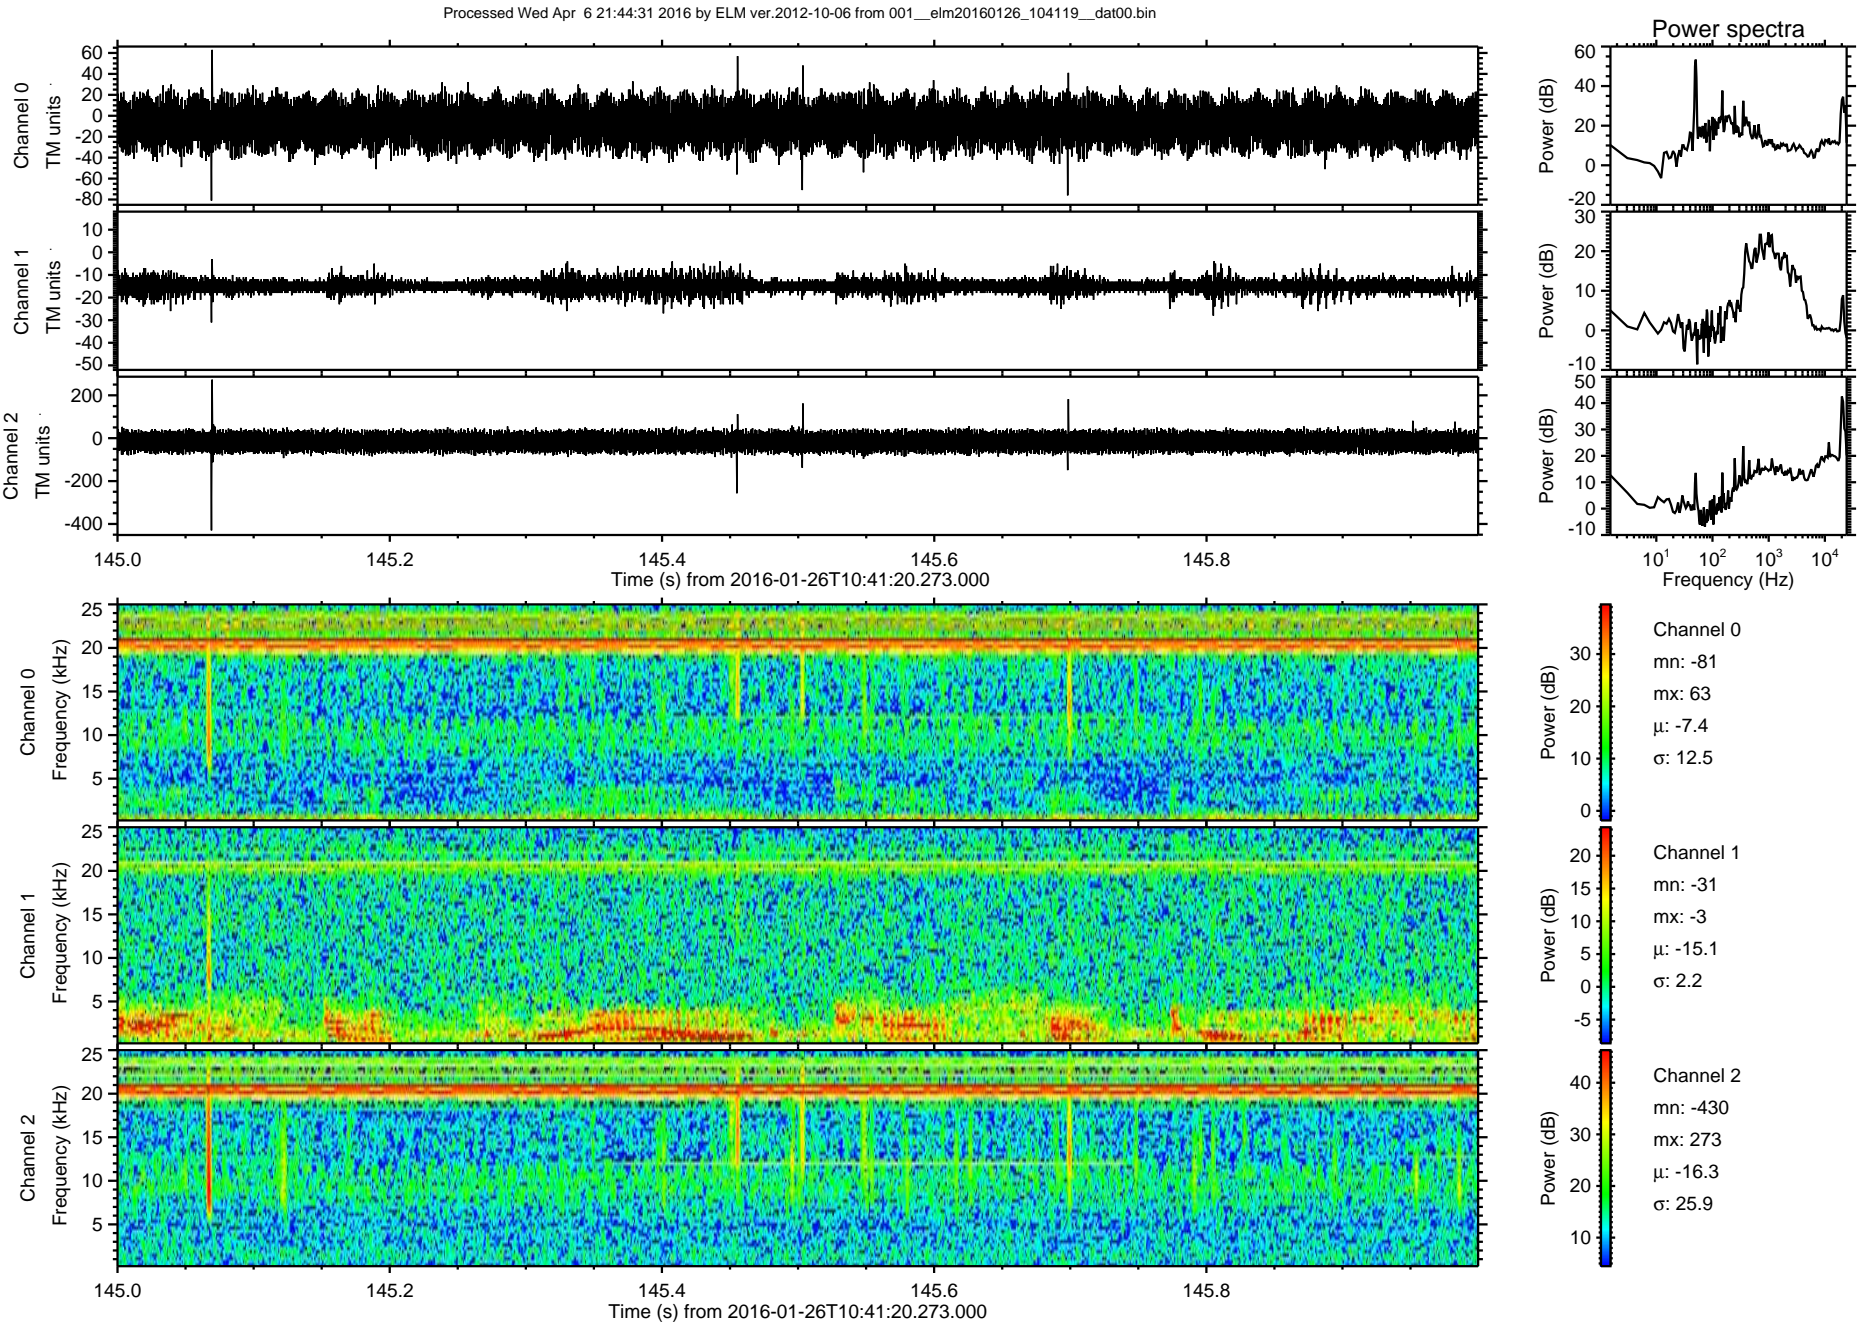 Processed Wed Apr 6 21:44:31 2016 by ELM ver.2012-10-06 from 001__elm20160126_104119__dat00.bin
Power spectra
Channel 0
TM units
60
40
20
0
-20
-40
-60
-80
Power (dB)
60
40
20
0
-20
Channel 1
TM units
10
0
-10
-20
-30
-40
-50
Power (dB)
30
20
10
0
-10
Channel 2
TM units
200
0
-200
-400
Power (dB)
50
40
30
20
10
0
-10
145.0 145.2 145.4 145.6 145.8
Time (s) from 2016-01-26T10:41:20.273.000
10¹ 10² 10³ 10⁴
Frequency (Hz)
Channel 0
Frequency (kHz)
25
20
15
10
5
Power (dB)
30
20
10
0
Channel 0
mn: -81
mx: 63
µ: -7.4
σ: 12.5
Channel 1
Frequency (kHz)
25
20
15
10
5
Power (dB)
20
15
10
5
0
-5
Channel 1
mn: -31
mx: -3
µ: -15.1
σ: 2.2
Channel 2
Frequency (kHz)
25
20
15
10
5
Power (dB)
40
30
20
10
Channel 2
mn: -430
mx: 273
µ: -16.3
σ: 25.9
145.0 145.2 145.4 145.6 145.8
Time (s) from 2016-01-26T10:41:20.273.000